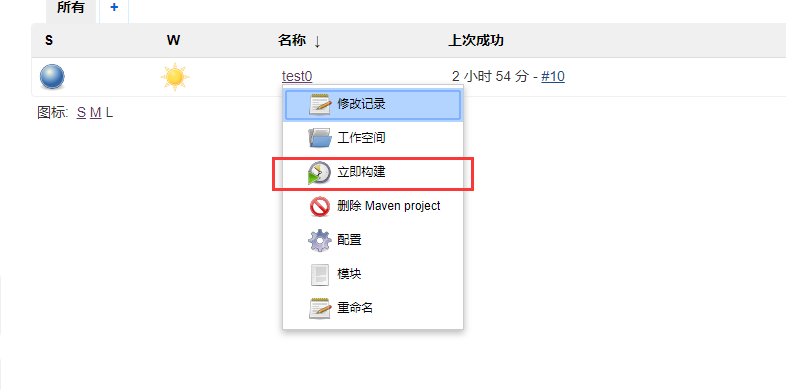 所有 +
S W 名称 ↓ 上次成功
test0 2 小时 54 分 - #10
图标: S M L
修改记录
工作空间
立即构建
删除 Maven project
配置
模块
重命名